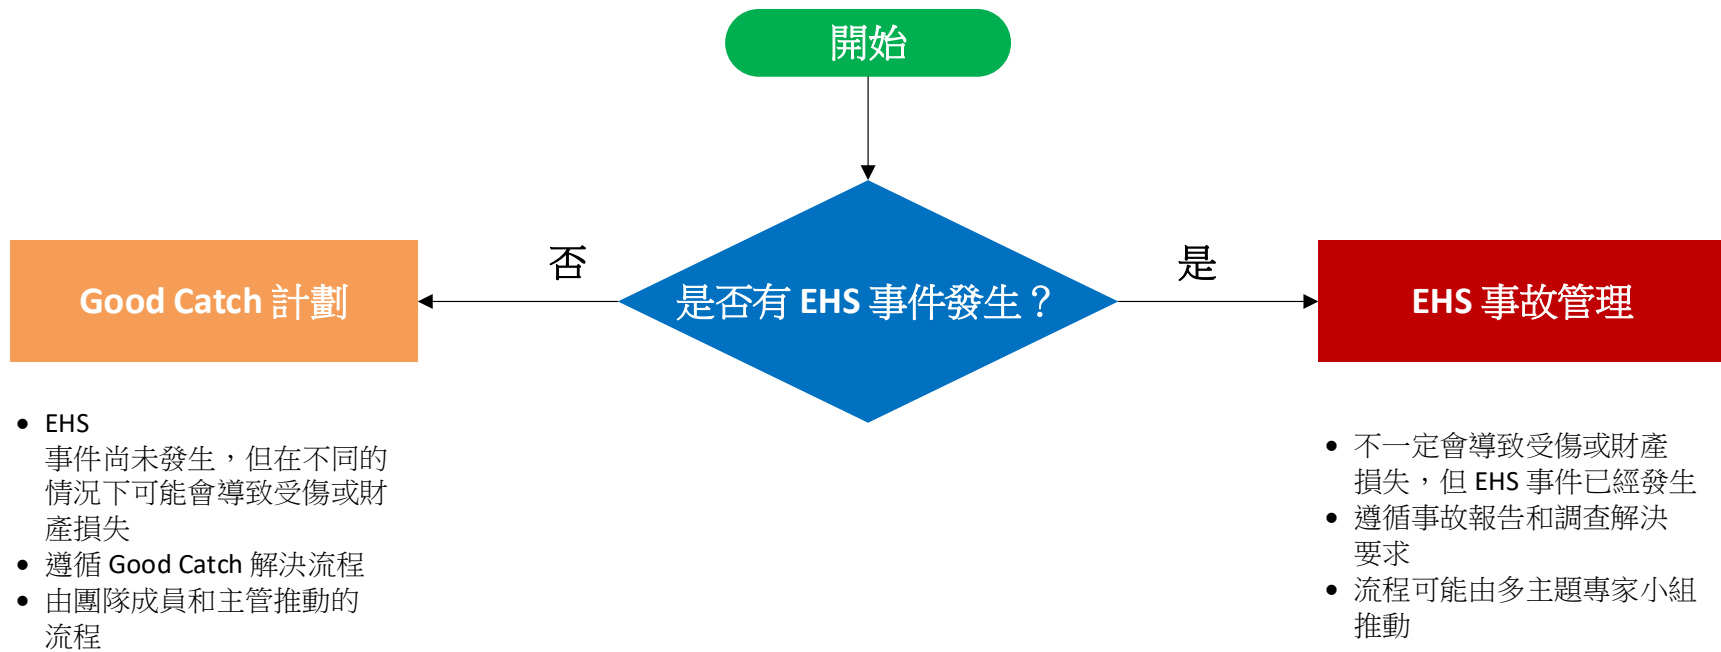 開始
否
是
Good Catch 計劃
是否有 EHS 事件發生？
EHS 事故管理
• EHS
事件尚未發生，但在不同的
情況下可能會導致受傷或財
產損失
• 遵循 Good Catch 解決流程
• 由團隊成員和主管推動的
流程
• 不一定會導致受傷或財產
損失，但 EHS 事件已經發生
• 遵循事故報告和調查解決
要求
• 流程可能由多主題專家小組
推動